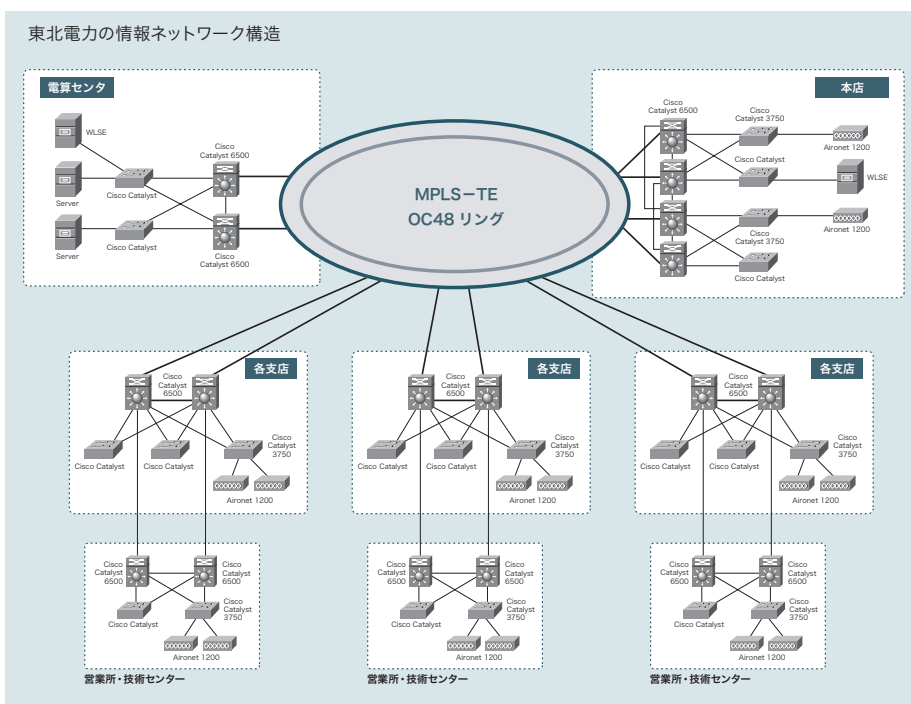 東北電力の情報ネットワーク構造
電算センタ
WLSE
Server
Server
Cisco Catalyst
Cisco Catalyst
Cisco
Catalyst 6500
Cisco
Catalyst 6500
MPLS－TE
OC48 リング
本店
Cisco
Catalyst 6500
Cisco
Catalyst 3750
Cisco Catalyst
Aironet 1200
WLSE
Cisco
Catalyst 3750
Aironet 1200
Cisco Catalyst
各支店
Cisco
Catalyst
6500
Cisco Catalyst
Cisco Catalyst
Cisco
Catalyst
3750
Aironet 1200
各支店
Cisco
Catalyst
6500
Cisco Catalyst
Cisco Catalyst
Cisco
Catalyst
3750
Aironet 1200
各支店
Cisco
Catalyst
6500
Cisco Catalyst
Cisco Catalyst
Cisco
Catalyst
3750
Aironet 1200
Cisco
Catalyst
6500
Cisco
Catalyst
6500
Cisco Catalyst
Cisco
Catalyst
3750
Aironet 1200
営業所・技術センター
Cisco
Catalyst
6500
Cisco
Catalyst
6500
Cisco Catalyst
Cisco
Catalyst
3750
Aironet 1200
営業所・技術センター
Cisco
Catalyst
6500
Cisco
Catalyst
6500
Cisco Catalyst
Cisco
Catalyst
3750
Aironet 1200
営業所・技術センター